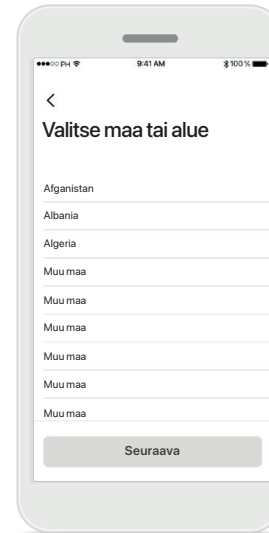 PH 9:41 AM 100 %
Valitse maa tai alue
Afganistan
Albania
Algeria
Muu maa
Muu maa
Muu maa
Muu maa
Muu maa
Muu maa
Seuraava